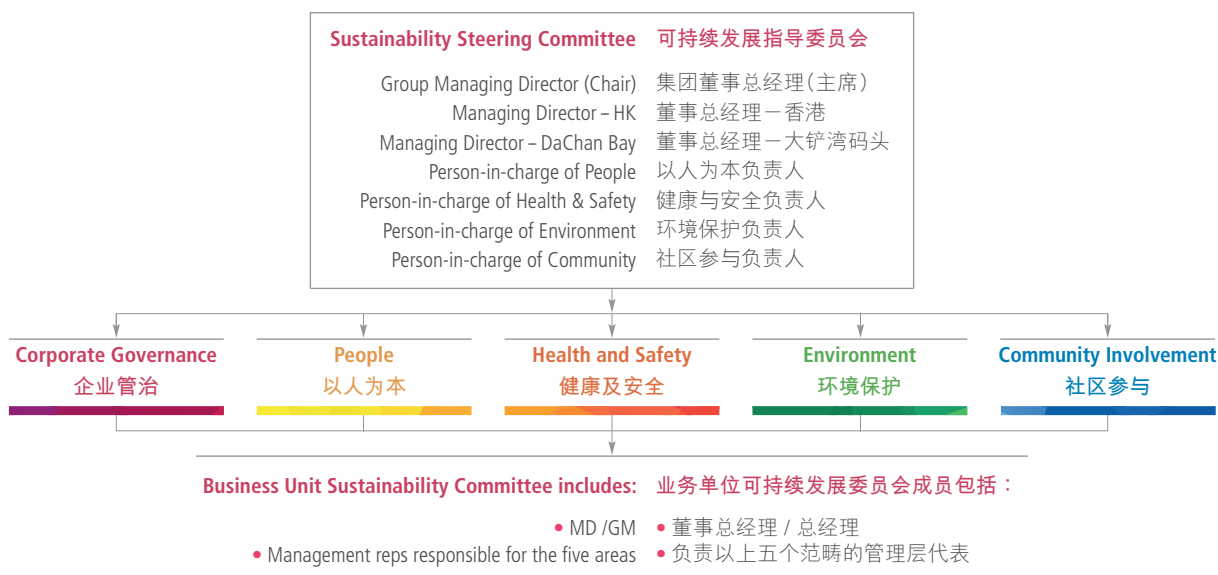 Sustainability Steering Committee 可持续发展指导委员会
Group Managing Director (Chair) 集团董事总经理(主席)
Managing Director – HK 董事总经理－香港
Managing Director – DaChan Bay 董事总经理－大铲湾码头
Person-in-charge of People 以人为本负责人
Person-in-charge of Health & Safety 健康与安全负责人
Person-in-charge of Environment 环境保护负责人
Person-in-charge of Community 社区参与负责人
Corporate Governance
企业管治
People
以人为本
Health and Safety
健康及安全
Environment
环境保护
Community Involvement
社区参与
Business Unit Sustainability Committee includes: 业务单位可持续发展委员会成员包括：
• MD /GM • 董事总经理 / 总经理
• Management reps responsible for the five areas • 负责以上五个范畴的管理层代表